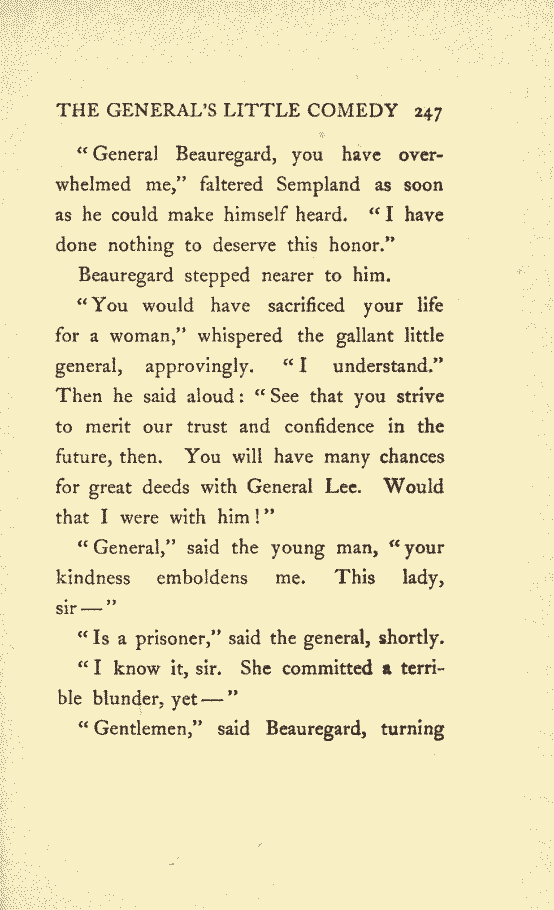 THE GENERAL'S LITTLE COMEDY 247
"General Beauregard, you have over-
whelmed me," faltered Sempland as soon
as he could make himself heard. "I have
done nothing to deserve this honor."
Beauregard stepped nearer to him.
"You would have sacrificed your life
for a woman," whispered the gallant little
general, approvingly. "I understand."
Then he said aloud: "See that you strive
to merit our trust and confidence in the
future, then. You will have many chances
for great deeds with General Lee. Would
that I were with him!"
"General," said the young man, "your
kindness emboldens me. This lady,
sir—"
"Is a prisoner," said the general, shortly.
"I know it, sir. She committed a terri-
ble blunder, yet—"
"Gentlemen," said Beauregard, turning